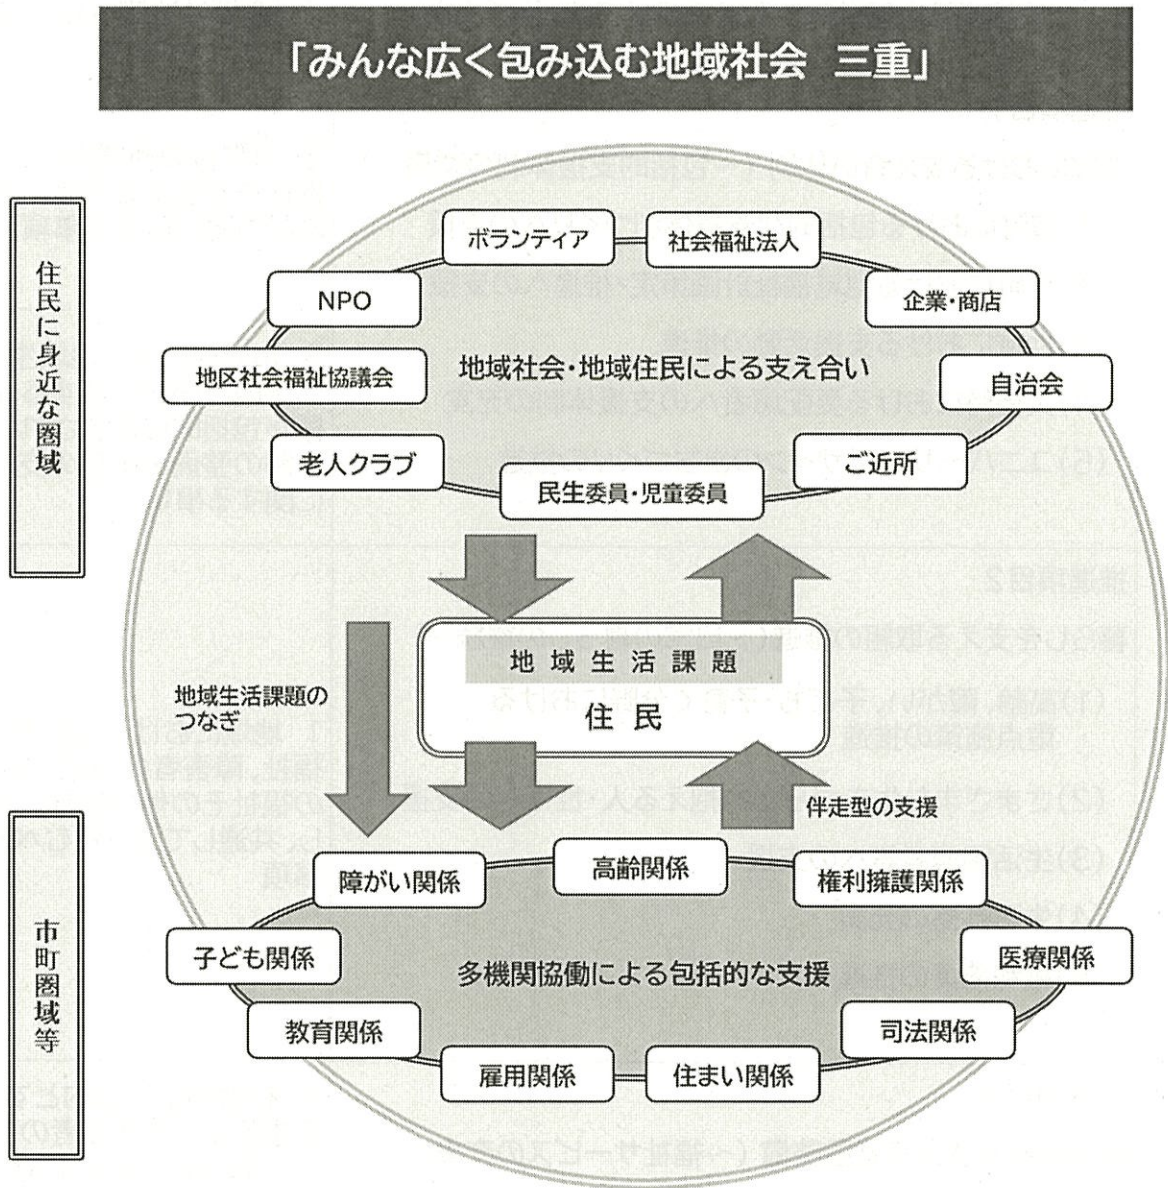 「みんな広く包み込む地域社会 三重」
住民に身近な圏域
ボランティア
社会福祉法人
NPO
企業・商店
地区社会福祉協議会
地域社会・地域住民による支え合い
自治会
老人クラブ
ご近所
民生委員・児童委員
地域生活課題
住民
地域生活課題の
つなぎ
伴走型の支援
市町圏域等
障がい関係
高齢関係
権利擁護関係
子ども関係
多機関協働による包括的な支援
医療関係
教育関係
司法関係
雇用関係
住まい関係